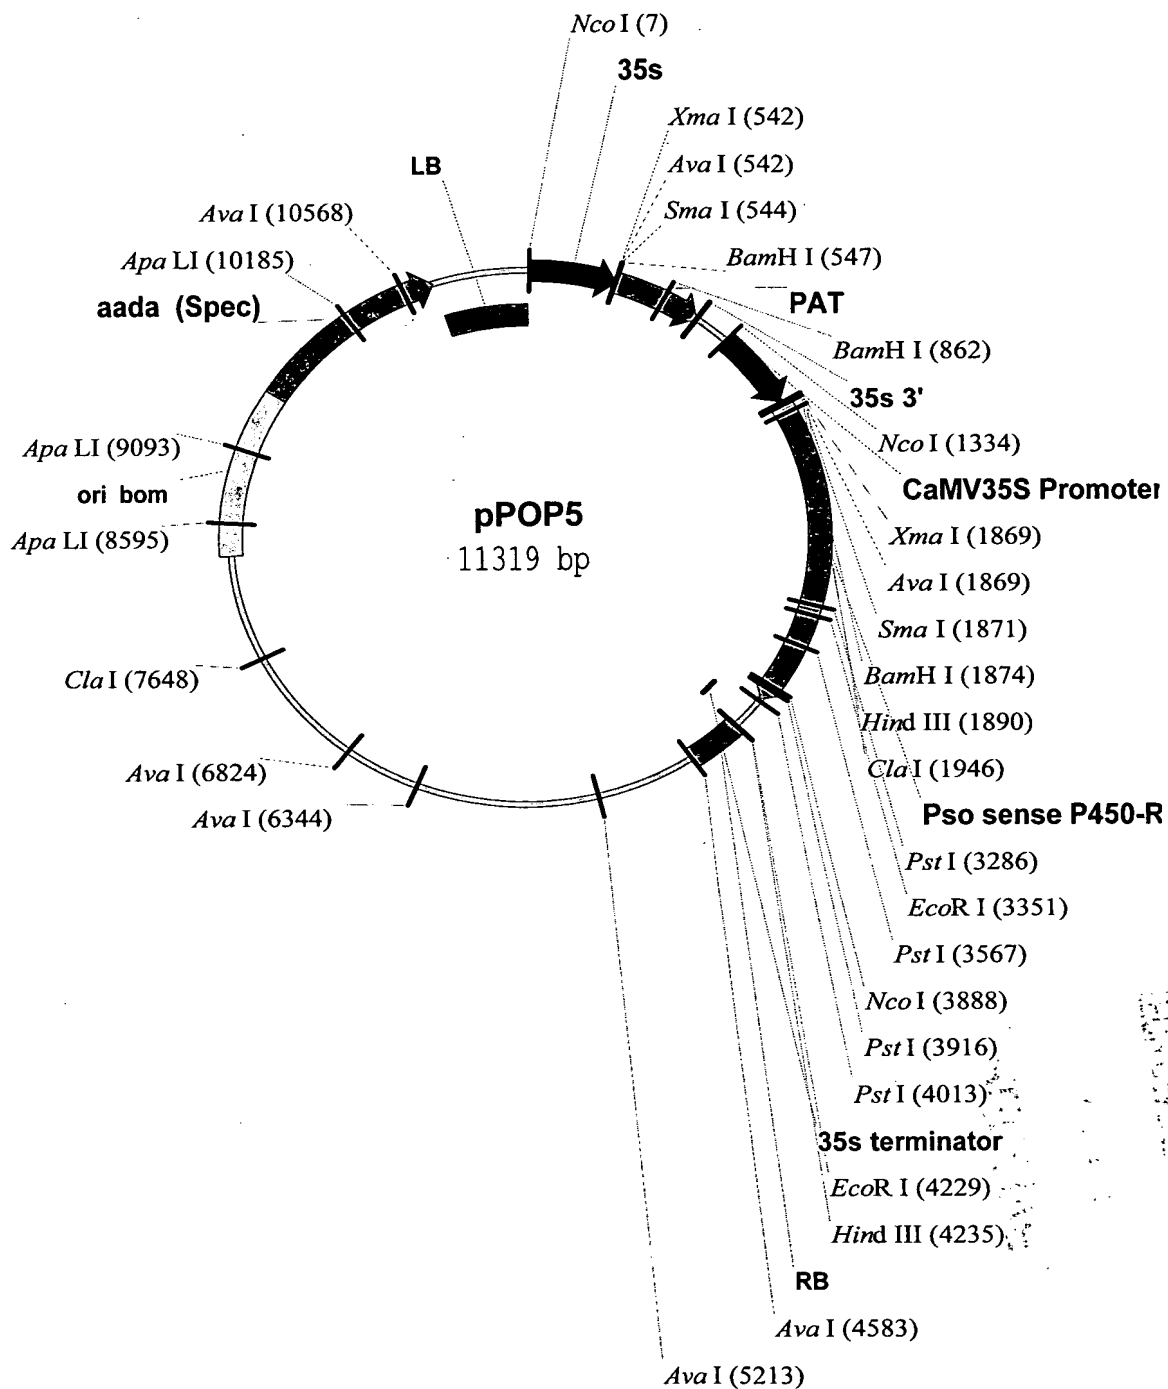 Nco I (7)
35s
Xma I (542)
LB
Ava I (542)
Ava I (10568)
Sma I (544)
Apa LI (10185)
BamH I (547)
aada (Spec)
PAT
BamH I (862)
35s 3'
Apa LI (9093)
Nco I (1334)
ori bom
CaMV35S Promoter
pPOP5
Apa LI (8595)
Xma I (1869)
11319 bp
Ava I (1869)
Sma I (1871)
Cla I (7648)
BamH I (1874)
Hind III (1890)
Ava I (6824)
Cla I (1946)
Ava I (6344)
Pso sense P450-R
Pst I (3286)
EcoR I (3351)
Pst I (3567)
Nco I (3888)
Pst I (3916)
Pst I (4013)
35s terminator
EcoR I (4229)
Hind III (4235)
RB
Ava I (4583)
Ava I (5213)